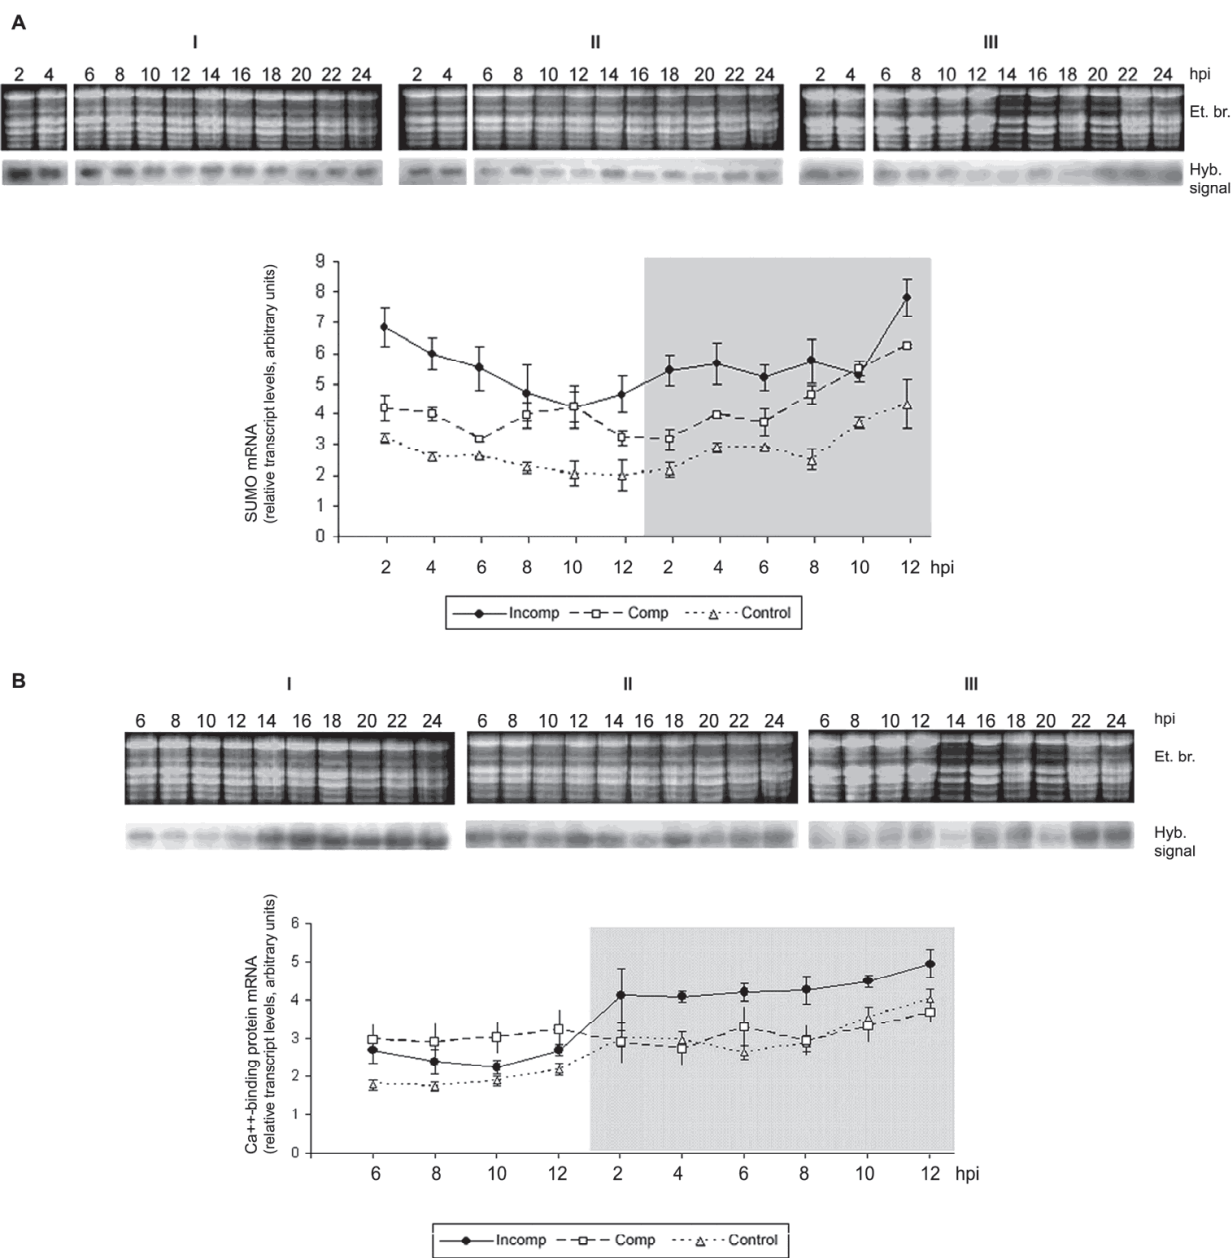 A
I II III
2 4 6 8 10 12 14 16 18 20 22 24 2 4 6 8 10 12 14 16 18 20 22 24 2 4 6 8 10 12 14 16 18 20 22 24 hpi
Et. br.
Hyb.
signal
SUMO mRNA
(relative transcript levels, arbitrary units)
9
8
7
6
5
4
3
2
1
0
2 4 6 8 10 12 2 4 6 8 10 12 hpi
Incomp Comp Control
B
I II III
6 8 10 12 14 16 18 20 22 24 6 8 10 12 14 16 18 20 22 24 6 8 10 12 14 16 18 20 22 24 hpi
Et. br.
Hyb.
signal
Ca++-binding protein mRNA
(relative transcript levels, arbitrary units)
6
5
4
3
2
1
0
6 8 10 12 2 4 6 8 10 12 hpi
Incomp Comp Control